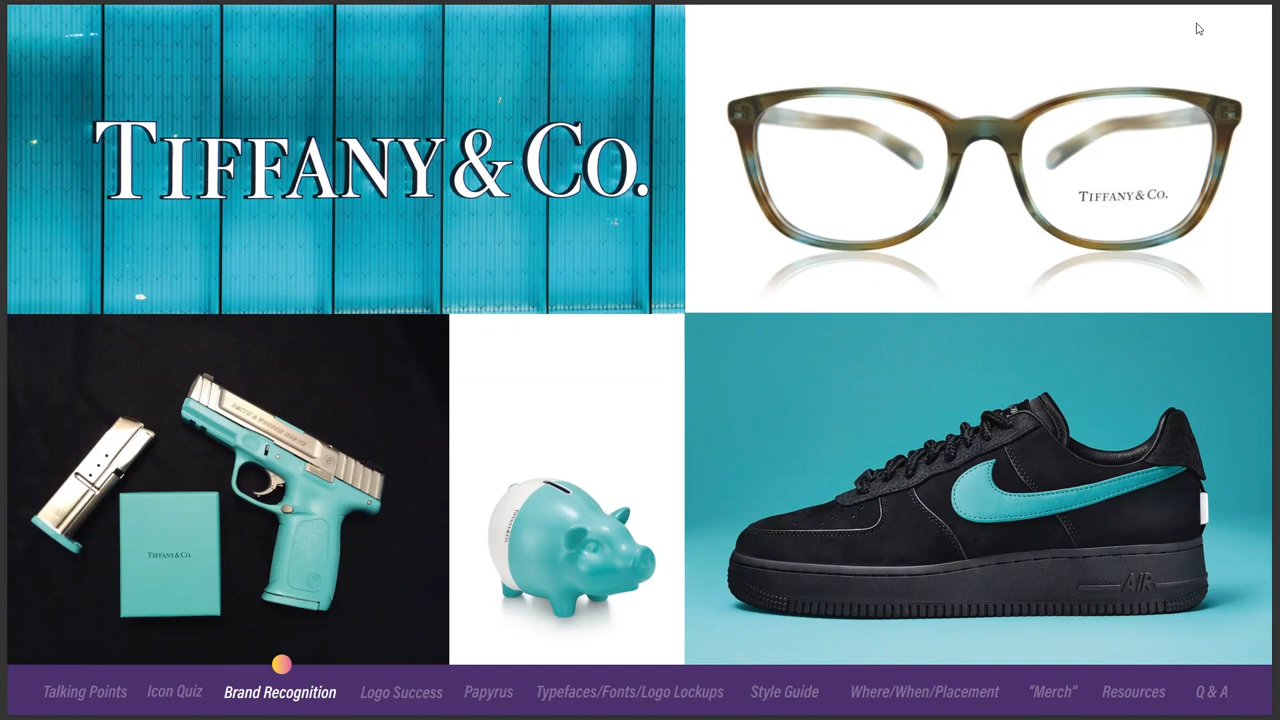 TIFFANY & CO.
TIFFANY & CO.
TIFFANY & CO.
AIR
Talking Points
Icon Quiz
Brand Recognition
Logo Success
Papyrus
Typefaces/Fonts/Logo Lockups
Style Guide
Where/When/Placement
"Merch"
Resources
Q & A